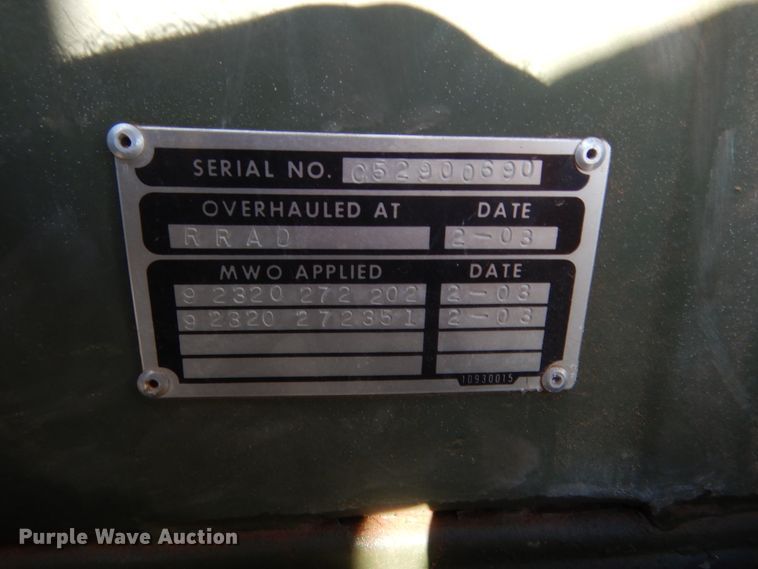 SERIAL NO. C52900690
OVERHAULED AT DATE
RRAD 2-03
MWO APPLIED DATE
9 2320 272 202 2-03
9 2320 272351 2-03
10930015
Purple Wave Auction